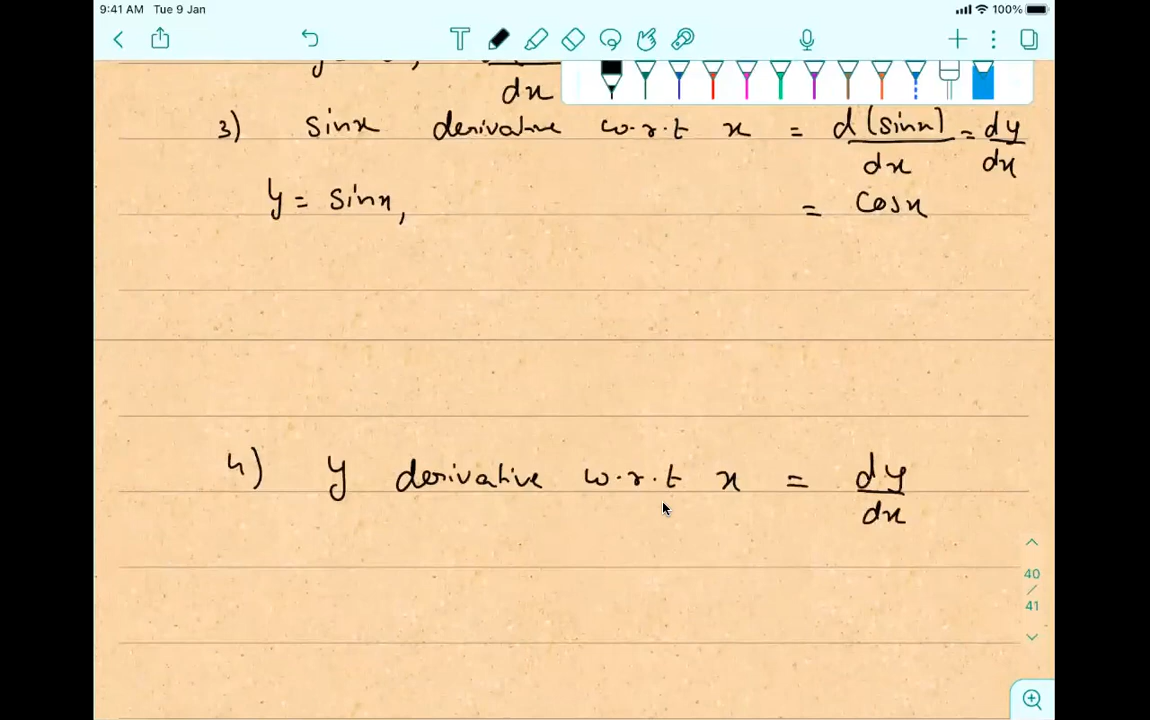 9:41 AM Tue 9 Jan 100%
T
dx
3) sinx derivative w.r.t x = d(sinx)/dx = dy/dx
y = sinx, = cosx
4) y derivative w.r.t x = dy/dx
40
/
41